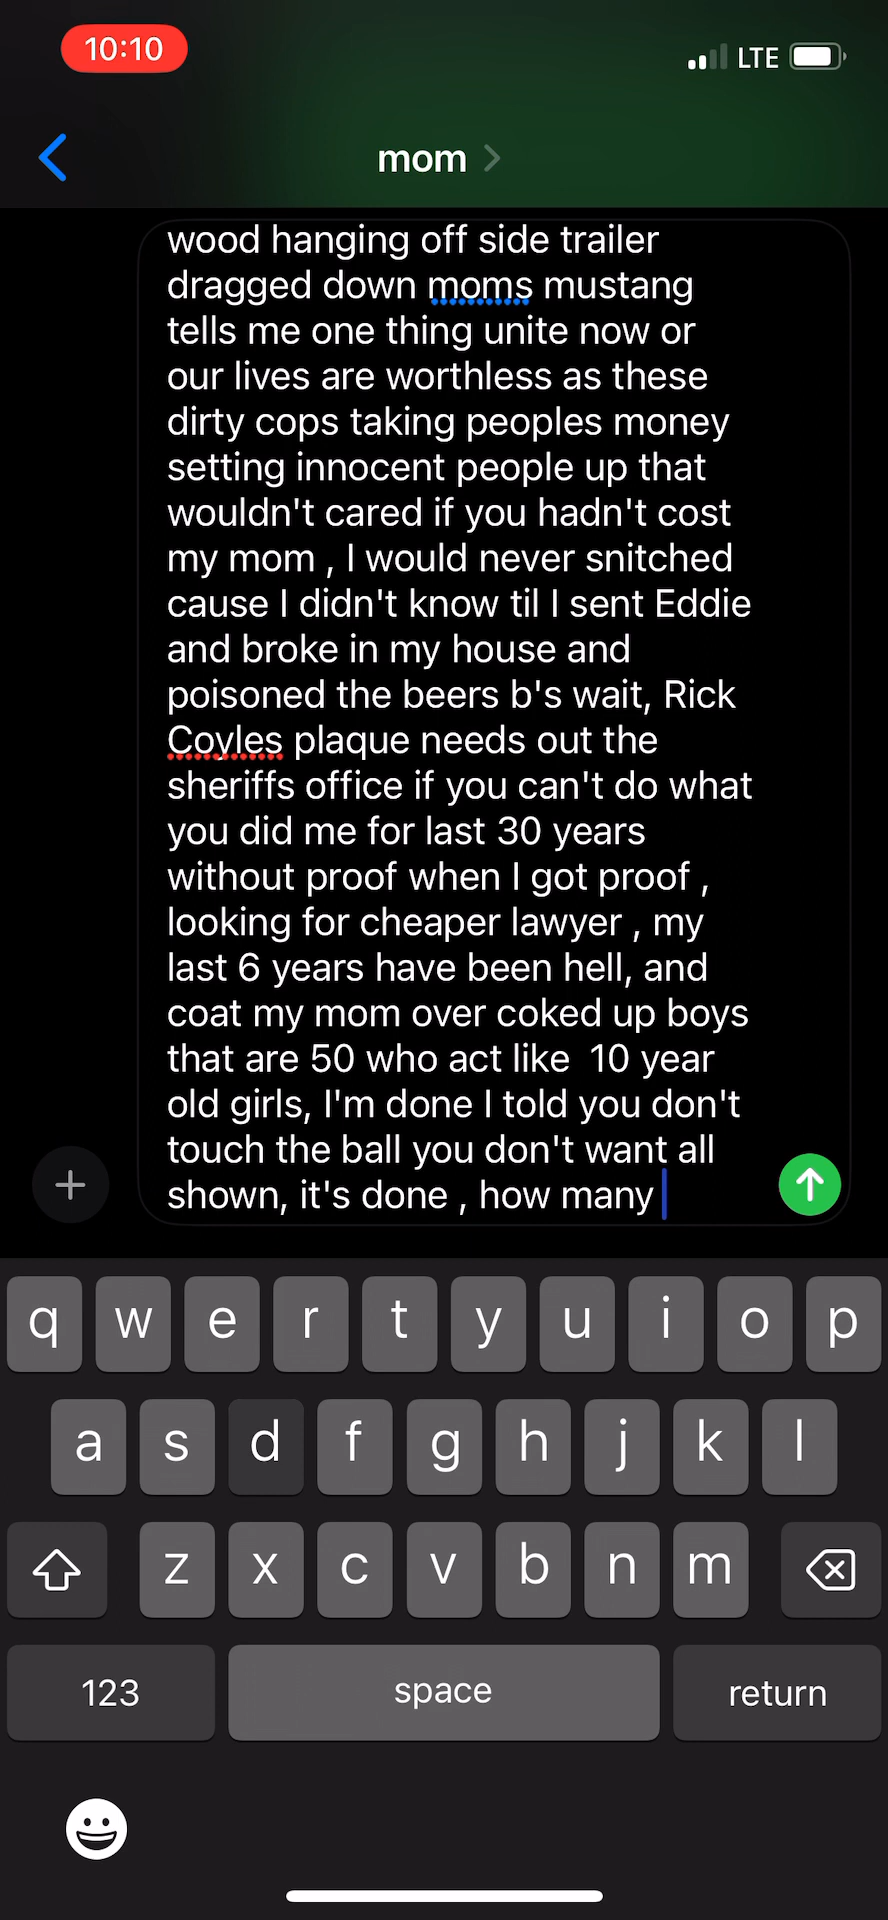 10:10
LTE
mom
wood hanging off side trailer
dragged down moms mustang
tells me one thing unite now or
our lives are worthless as these
dirty cops taking peoples money
setting innocent people up that
wouldn't cared if you hadn't cost
my mom , I would never snitched
cause I didn't know til I sent Eddie
and broke in my house and
poisoned the beers b's wait, Rick
Coyles plaque needs out the
sheriffs office if you can't do what
you did me for last 30 years
without proof when I got proof ,
looking for cheaper lawyer , my
last 6 years have been hell, and
coat my mom over coked up boys
that are 50 who act like  10 year
old girls, I'm done I told you don't
touch the ball you don't want all
shown, it's done , how many
q w e r t y u i o p
a s d f g h j k l
z x c v b n m
123 space return